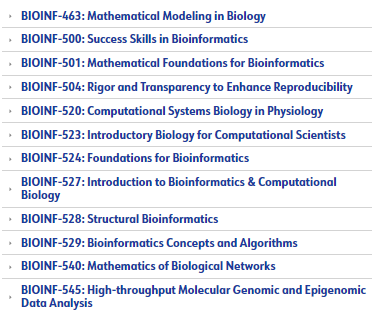 BIOINF-463: Mathematical Modeling in Biology
BIOINF-500: Success Skills in Bioinformatics
BIOINF-501: Mathematical Foundations for Bioinformatics
BIOINF-504: Rigor and Transparency to Enhance Reproducibility
BIOINF-520: Computational Systems Biology in Physiology
BIOINF-523: Introductory Biology for Computational Scientists
BIOINF-524: Foundations for Bioinformatics
BIOINF-527: Introduction to Bioinformatics & Computational
Biology
BIOINF-528: Structural Bioinformatics
BIOINF-529: Bioinformatics Concepts and Algorithms
BIOINF-540: Mathematics of Biological Networks
BIOINF-545: High-throughput Molecular Genomic and Epigenomic
Data Analysis